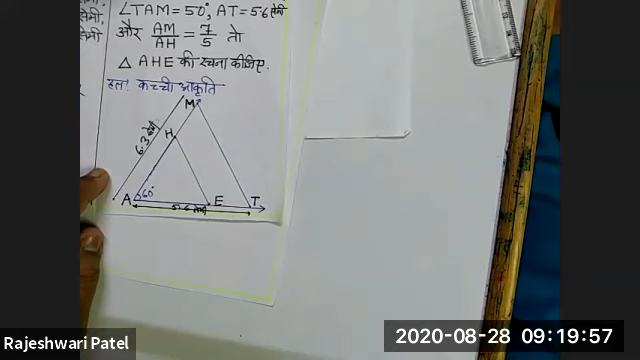 ∠TAM = 50°, AT = 5.6 सेमी
और AM/AH = 7/5 तो
△ AHE की रचना कीजिए.
हल: कच्ची आकृति
M
6.3 सेमी
H
A 60° E T
5.6 सेमी
Rajeshwari Patel
2020-08-28 09:19:57